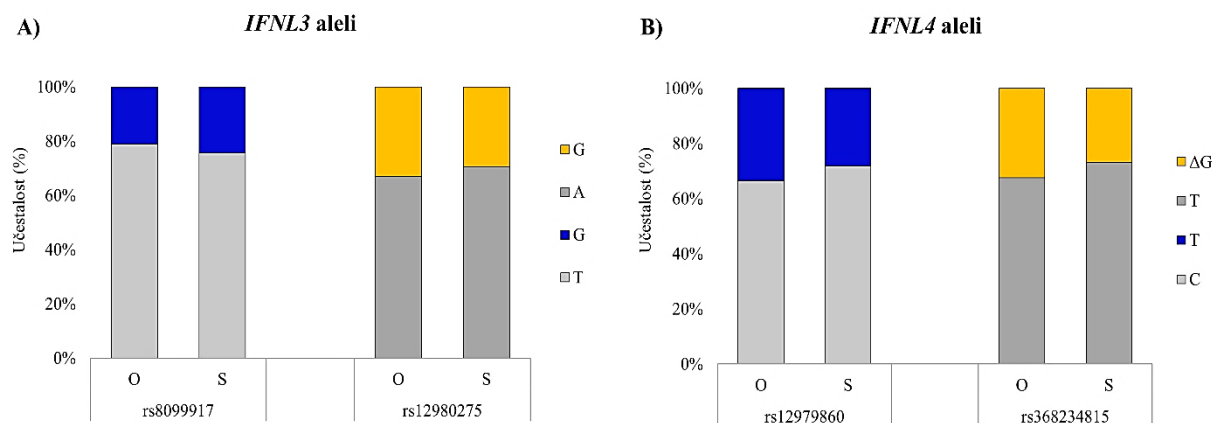 A)
IFNL3 aleli
Učestalost (%)
100%
80%
60%
40%
20%
0%
O
S
O
S
rs8099917
rs12980275
G
A
G
T
B)
IFNL4 aleli
Učestalost (%)
100%
80%
60%
40%
20%
0%
O
S
O
S
rs12979860
rs368234815
ΔG
T
T
C